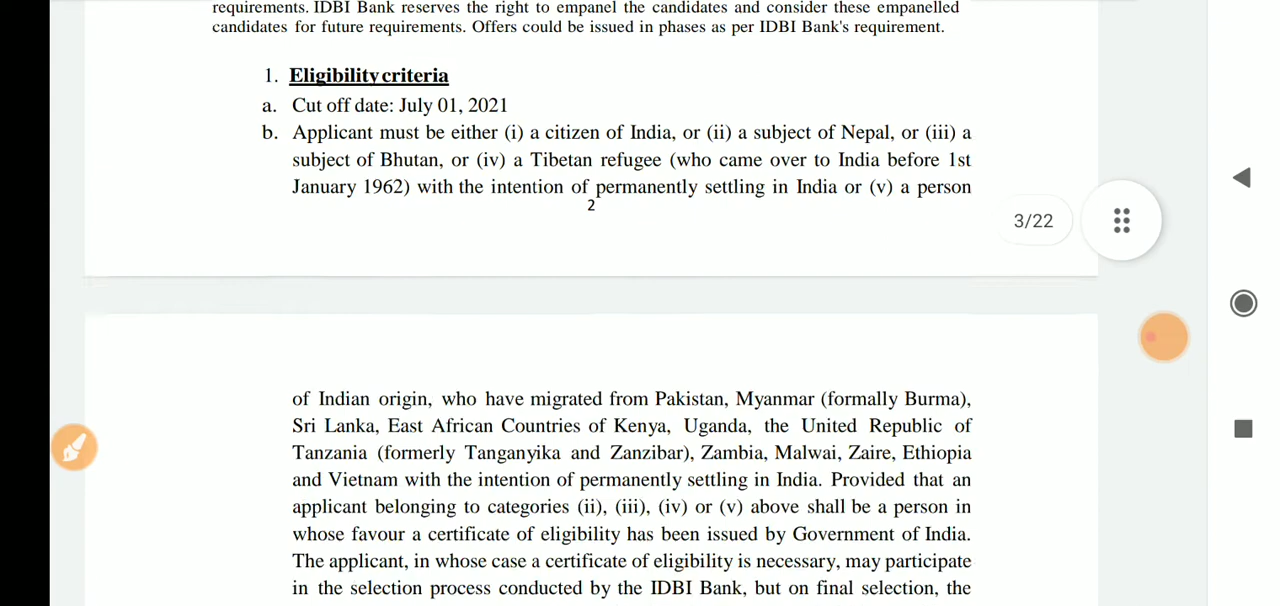 requirements. IDBI Bank reserves the right to empanel the candidates and consider these empanelled
candidates for future requirements. Offers could be issued in phases as per IDBI Bank's requirement.
1. Eligibility criteria
a. Cut off date: July 01, 2021
b. Applicant must be either (i) a citizen of India, or (ii) a subject of Nepal, or (iii) a
subject of Bhutan, or (iv) a Tibetan refugee (who came over to India before 1st
January 1962) with the intention of permanently settling in India or (v) a person
2
3/22
of Indian origin, who have migrated from Pakistan, Myanmar (formally Burma),
Sri Lanka, East African Countries of Kenya, Uganda, the United Republic of
Tanzania (formerly Tanganyika and Zanzibar), Zambia, Malwai, Zaire, Ethiopia
and Vietnam with the intention of permanently settling in India. Provided that an
applicant belonging to categories (ii), (iii), (iv) or (v) above shall be a person in
whose favour a certificate of eligibility has been issued by Government of India.
The applicant, in whose case a certificate of eligibility is necessary, may participate
in the selection process conducted by the IDBI Bank, but on final selection, the